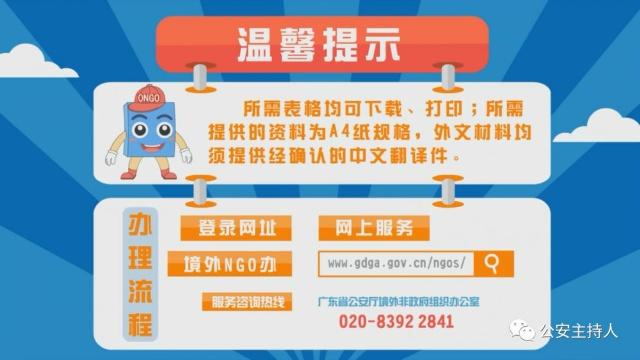 温馨提示
ONGO
所需表格均可下载、打印；所需
提供的资料为A4纸规格，外文材料均
须提供经确认的中文翻译件。
办理流程
登录网址
网上服务
境外NGO办
www.gdga.gov.cn/ngos/
服务咨询热线
广东省公安厅境外非政府组织办公室
020-8392 2841
公安主持人